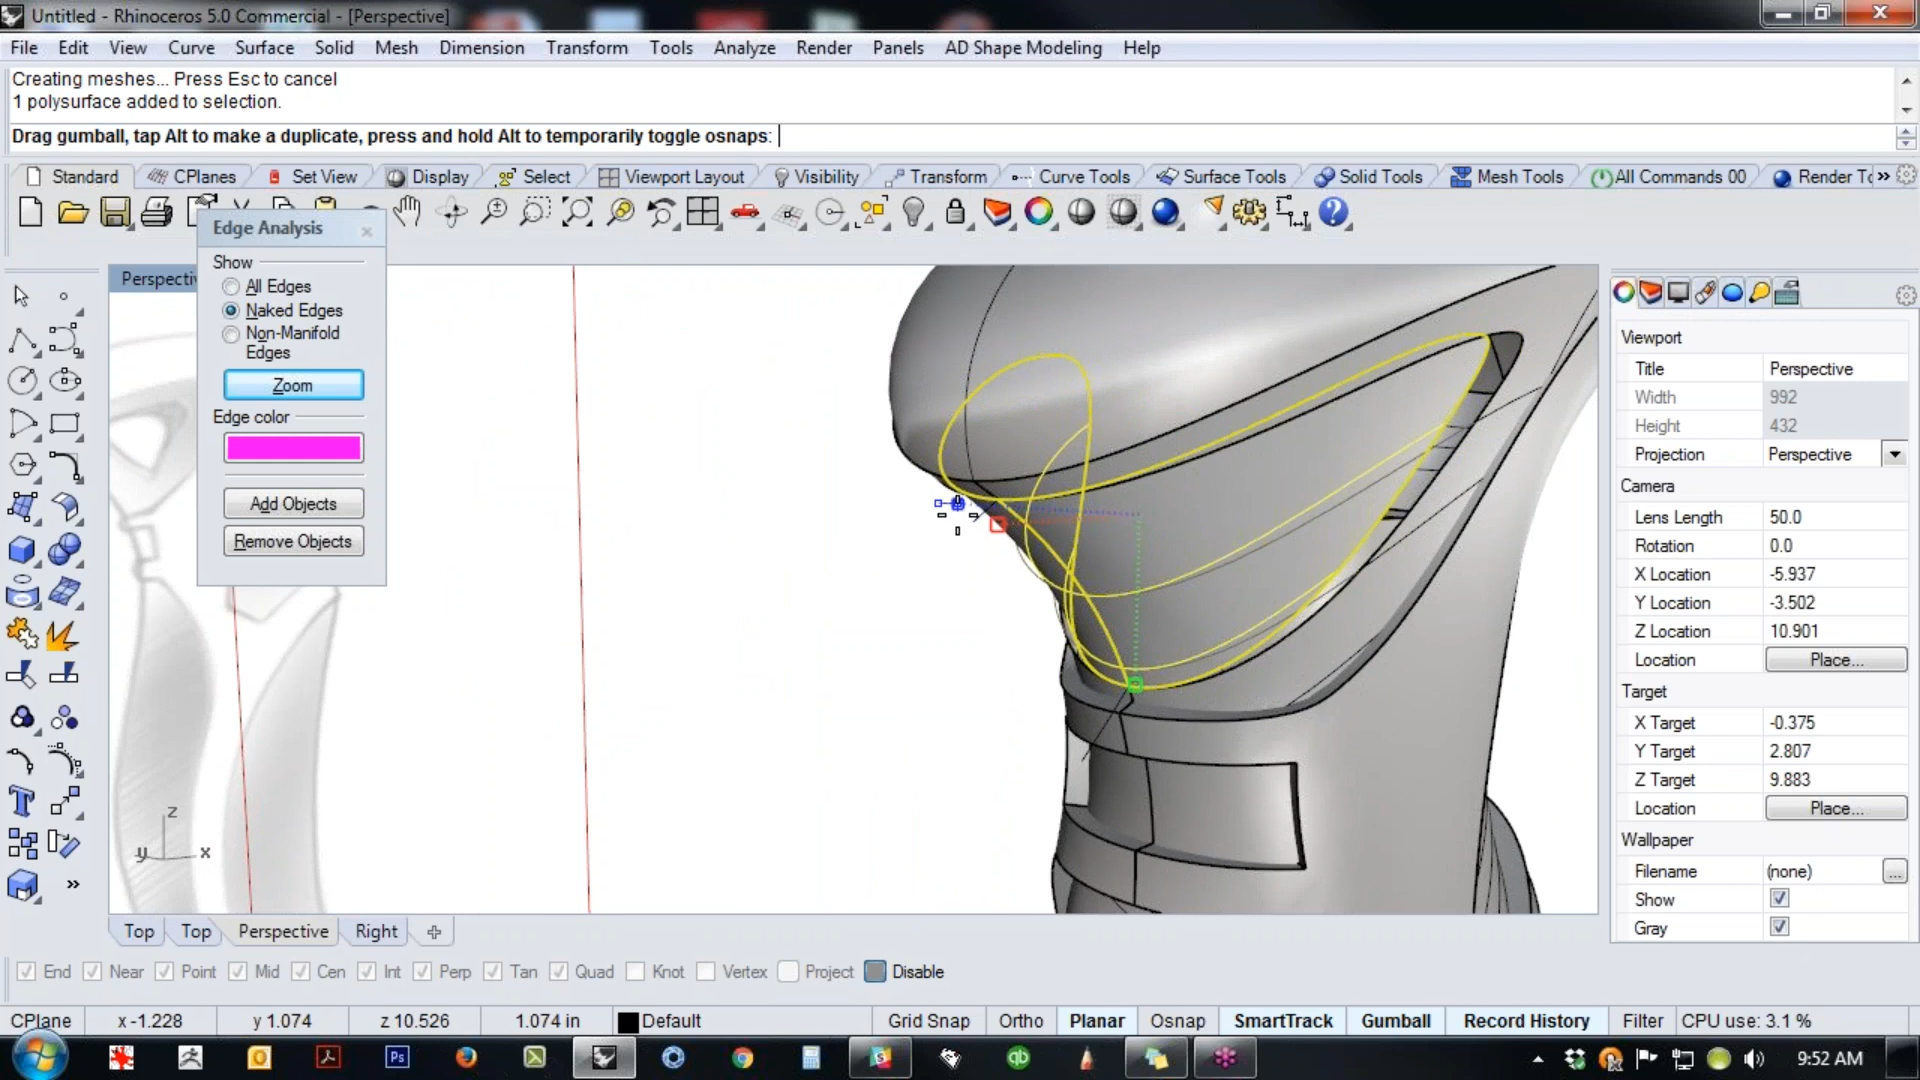 Untitled - Rhinoceros 5.0 Commercial - [Perspective]
File Edit View Curve Surface Solid Mesh Dimension Transform Tools Analyze Render Panels AD Shape Modeling Help
Creating meshes... Press Esc to cancel
1 polysurface added to selection.
Drag gumball, tap Alt to make a duplicate, press and hold Alt to temporarily toggle osnaps:
Standard CPlanes Set View Display Select Viewport Layout Visibility Transform Curve Tools Surface Tools Solid Tools Mesh Tools All Commands 00 Render To »
Edge Analysis
Show
All Edges
Naked Edges
Non-Manifold
Edges
Zoom
Edge color
Add Objects
Remove Objects
Perspectiv
z
y x
Viewport
Title Perspective
Width 992
Height 432
Projection Perspective
Camera
Lens Length 50.0
Rotation 0.0
X Location -5.937
Y Location -3.502
Z Location 10.901
Location Place...
Target
X Target -0.375
Y Target 2.807
Z Target 9.883
Location Place...
Wallpaper
Filename (none) ...
Show
Gray
Top Top Perspective Right
End Near Point Mid Cen Int Perp Tan Quad Knot Vertex Project Disable
CPlane x -1.228 y 1.074 z 10.526 1.074 in Default Grid Snap Ortho Planar Osnap SmartTrack Gumball Record History Filter CPU use: 3.1 %
Ps qb 9:52 AM